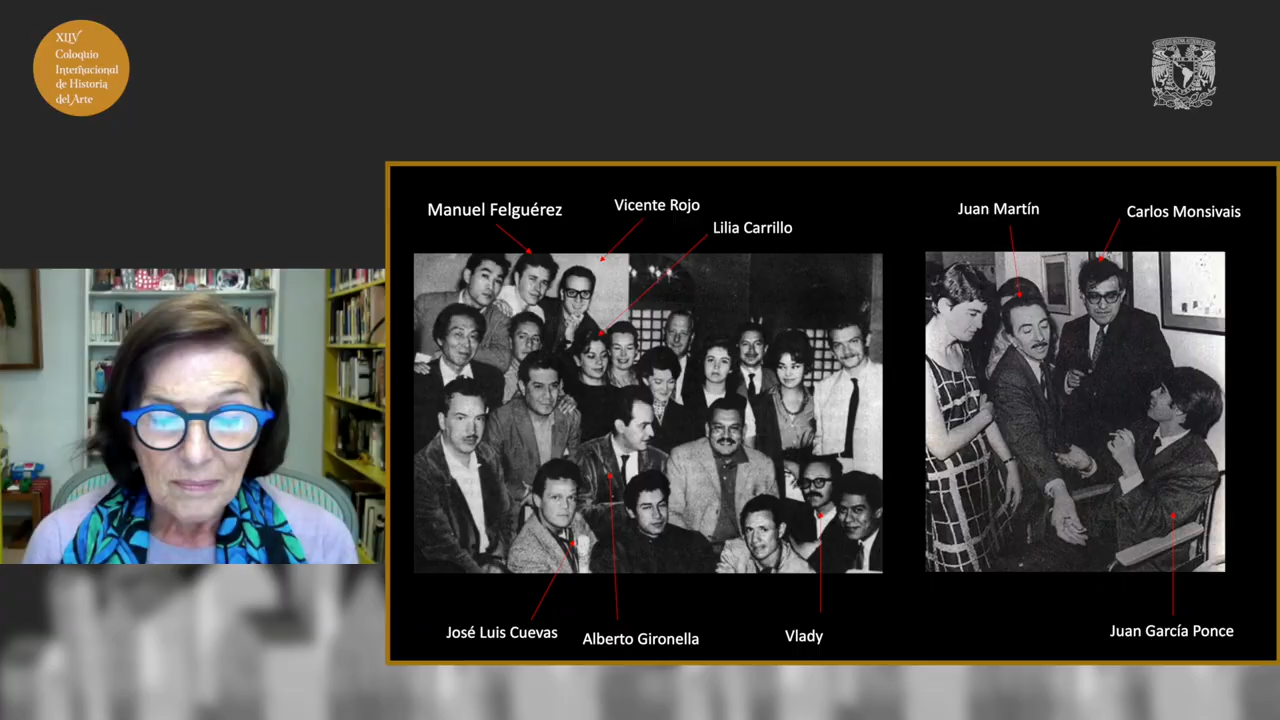 XLIV
Coloquio
Internacional
de Historia
del Arte
Manuel Felguérez
Vicente Rojo
Lilia Carrillo
Juan Martín
Carlos Monsivais
José Luis Cuevas
Alberto Gironella
Vlady
Juan García Ponce